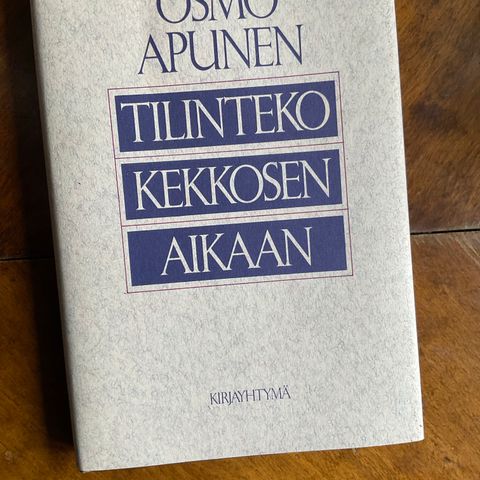 OSMO
APUNEN
TILINTEKO
KEKKOSEN
AIKAAN
KIRJAYHTYMÄ